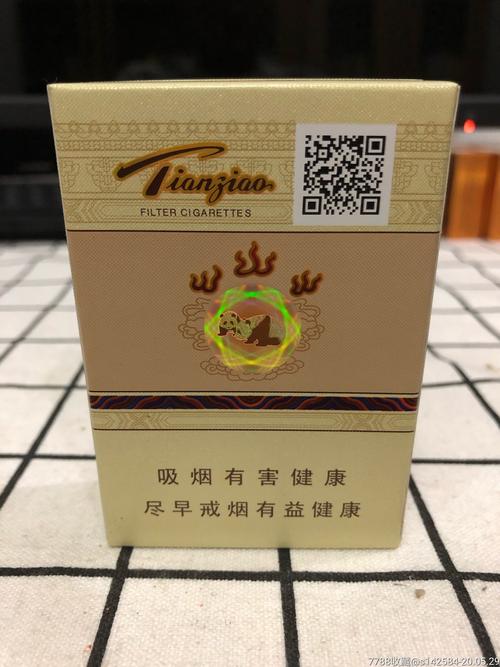 Tianziao
FILTER CIGARETTES
吸烟有害健康
尽早戒烟有益健康
7788收藏@s142584-20.05.29